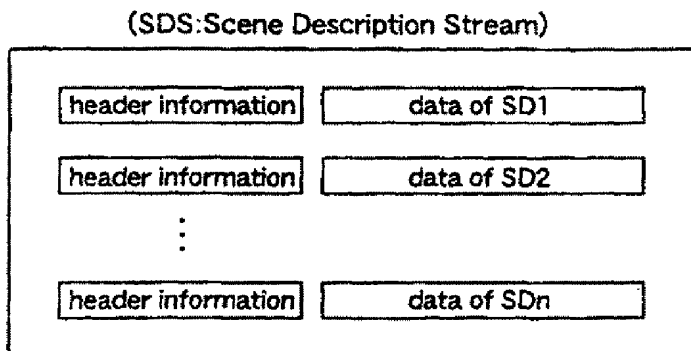 (SDS:Scene Description Stream)
header information data of SD1
header information data of SD2
⋮
header information data of SDn